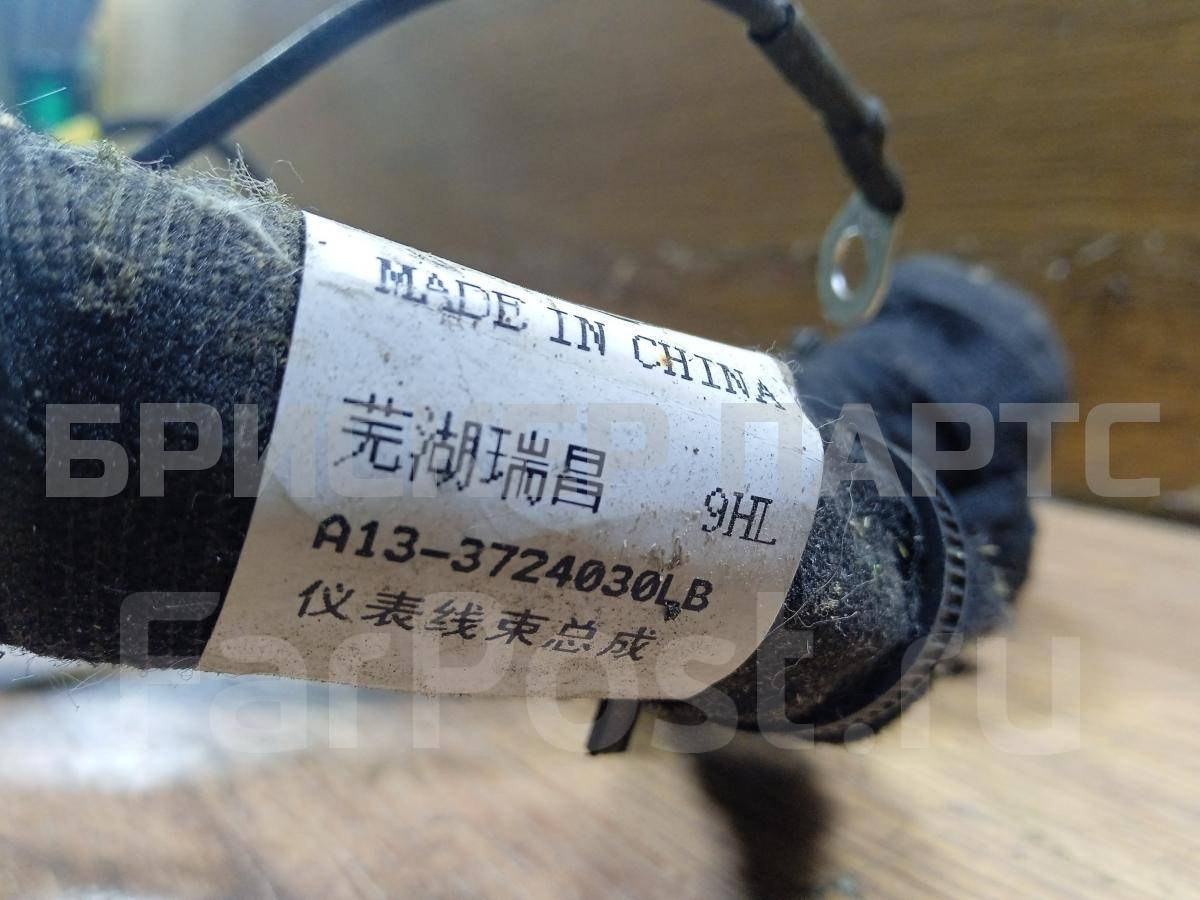 MADE IN CHINA
芜湖瑞昌 9HL
A13-3724030LB
仪表线束总成
БРИСТЕР ПАРТС
FarPost.ru